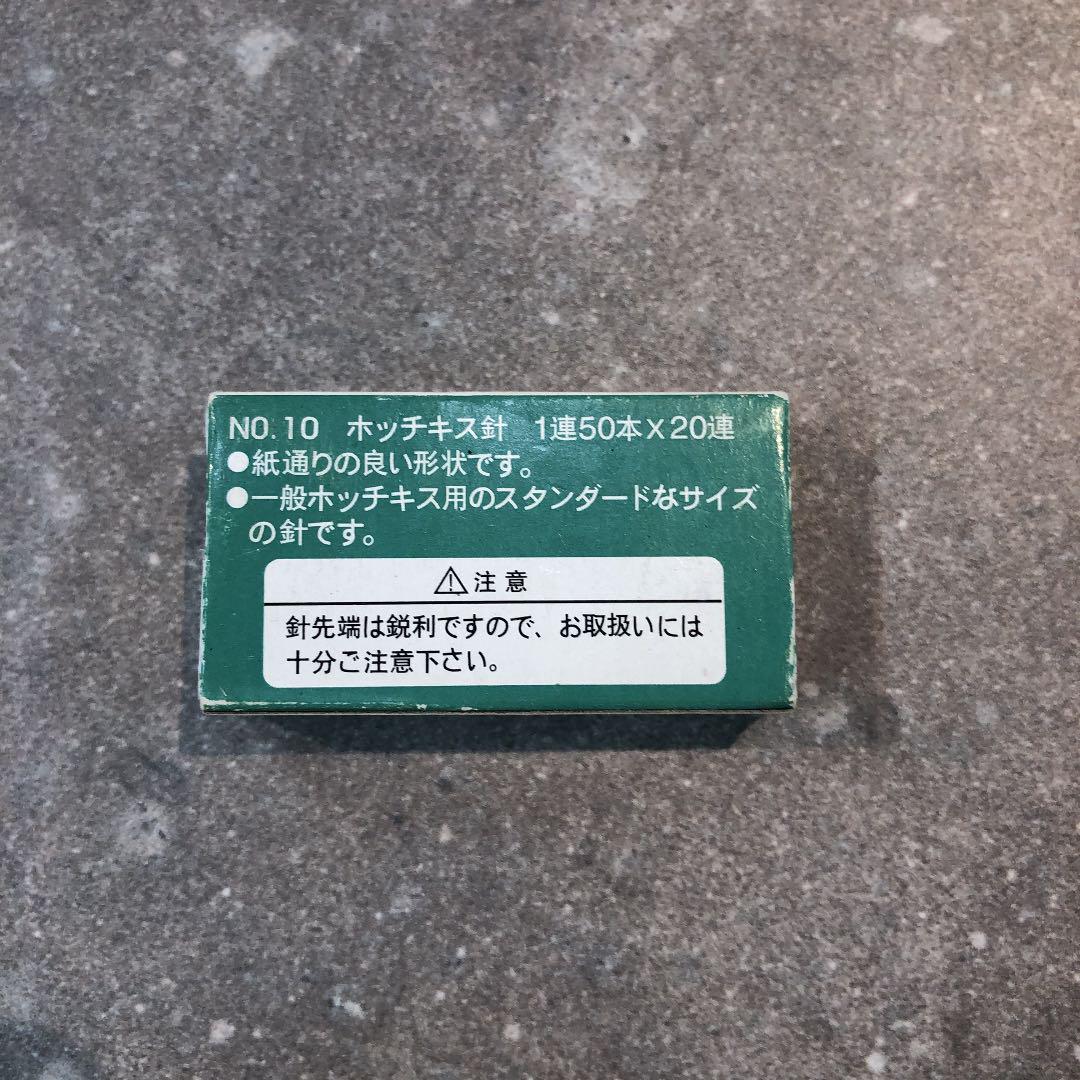 NO.10 ホッチキス針 1連50本×20連
●紙通りの良い形状です。
●一般ホッチキス用のスタンダードなサイズ
の針です。
⚠注意
針先端は鋭利ですので、お取扱いには
十分ご注意下さい。